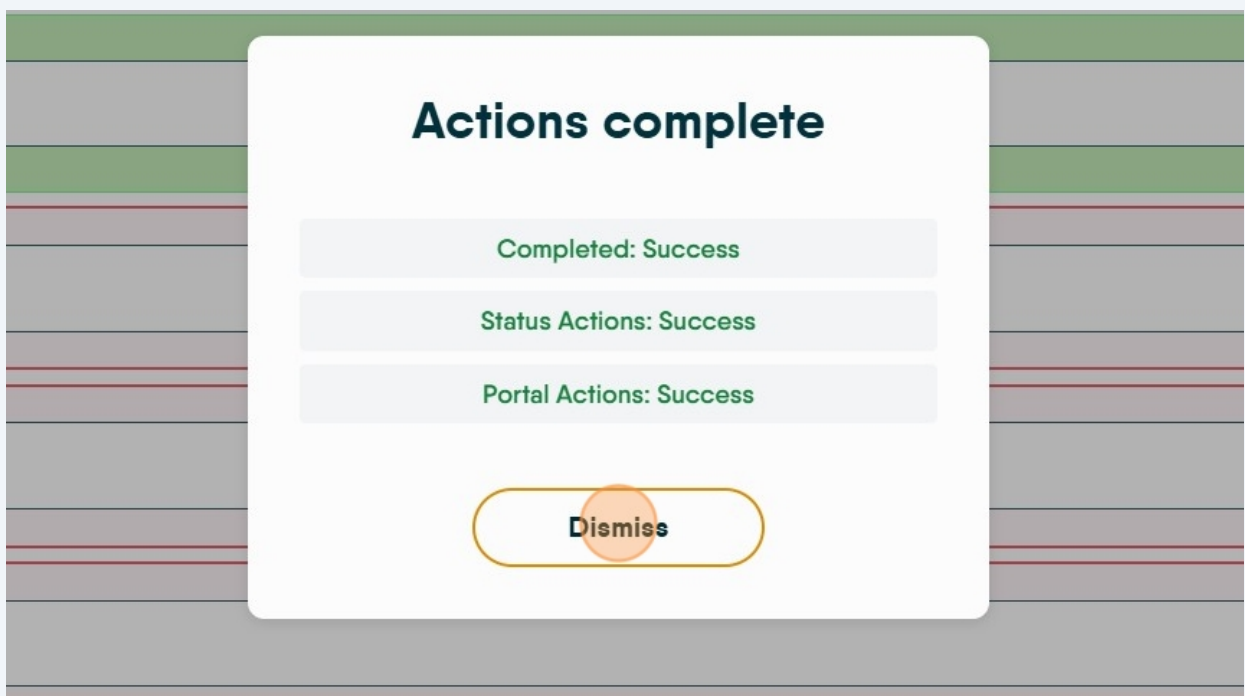 Actions complete
Completed: Success
Status Actions: Success
Portal Actions: Success
Dismiss